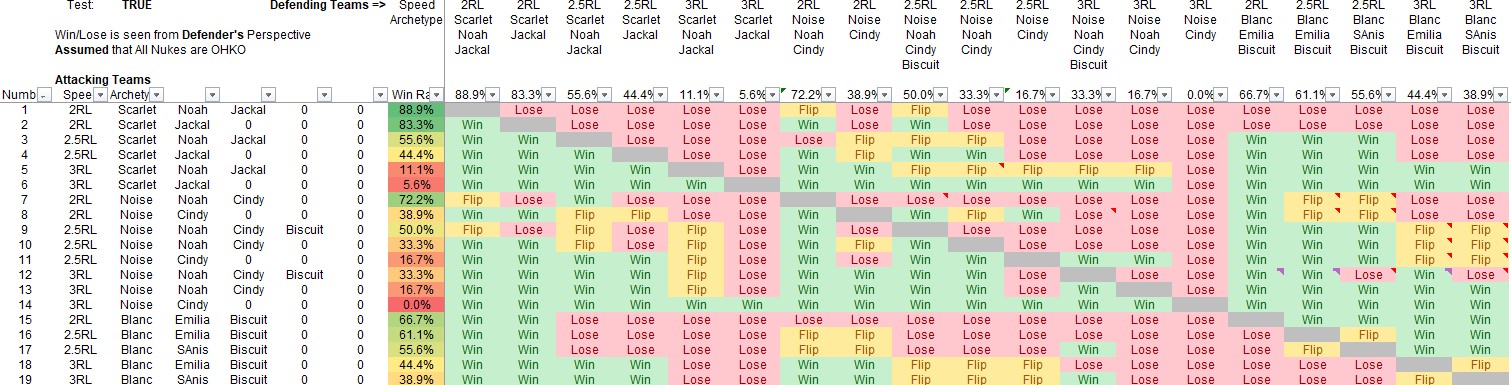 Test: TRUE Defending Teams => Speed 2RL 2RL 2.5RL 2.5RL 3RL 3RL 2RL 2RL 2.5RL 2.5RL 2.5RL 3RL 3RL 3RL 2RL 2.5RL 2.5RL 3RL 3RL
Archetype Scarlet Scarlet Scarlet Scarlet Scarlet Scarlet Noise Noise Noise Noise Noise Noise Noise Noise Blanc Blanc Blanc Blanc Blanc
Win/Lose is seen from Defender's Perspective Noah Jackal Noah Jackal Noah Jackal Noah Cindy Noah Noah Cindy Noah Noah Cindy Emilia Emilia SAnis Emilia SAnis
Assumed that All Nukes are OHKO Jackal Jackal Jackal Cindy Cindy Cindy Cindy Cindy Biscuit Biscuit Biscuit Biscuit Biscuit
Biscuit Biscuit
Attacking Teams
Numb Spee Archety Win Ra 88.9% 83.3% 55.6% 44.4% 11.1% 5.6% 72.2% 38.9% 50.0% 33.3% 16.7% 33.3% 16.7% 0.0% 66.7% 61.1% 55.6% 44.4% 38.9%
1 2RL Scarlet Noah Jackal 0 0 88.9% Lose Lose Lose Lose Lose Flip Lose Flip Lose Lose Lose Lose Lose Lose Lose Lose Lose Lose
2 2RL Scarlet Jackal 0 0 0 83.3% Win Lose Lose Lose Lose Win Lose Win Lose Lose Lose Lose Lose Lose Lose Lose Lose Lose
3 2.5RL Scarlet Noah Jackal 0 0 55.6% Win Win Lose Lose Lose Lose Flip Flip Flip Lose Lose Lose Lose Win Win Win Lose Lose
4 2.5RL Scarlet Jackal 0 0 0 44.4% Win Win Win Lose Lose Win Flip Win Win Lose Lose Lose Lose Win Win Win Lose Lose
5 3RL Scarlet Noah Jackal 0 0 11.1% Win Win Win Win Lose Win Win Flip Flip Flip Flip Flip Lose Win Win Win Win Win
6 3RL Scarlet Jackal 0 0 0 5.6% Win Win Win Win Win Win Win Win Win Win Win Win Lose Win Win Win Win Win
7 2RL Noise Noah Cindy 0 0 72.2% Flip Lose Win Lose Lose Lose Lose Lose Lose Lose Lose Lose Lose Lose Flip Flip Lose Lose
8 2RL Noise Cindy 0 0 0 38.9% Win Win Flip Flip Lose Lose Win Win Flip Win Lose Lose Lose Win Flip Flip Lose Lose
9 2.5RL Noise Noah Cindy Biscuit 0 50.0% Flip Lose Flip Lose Flip Lose Win Lose Lose Lose Lose Lose Lose Win Win Win Flip Flip
10 2.5RL Noise Noah Cindy 0 0 33.3% Win Win Flip Lose Flip Lose Win Flip Win Lose Lose Lose Lose Win Win Win Flip Flip
11 2.5RL Noise Cindy 0 0 0 16.7% Win Win Win Win Flip Lose Win Lose Win Win Win Win Lose Win Win Win Flip Flip
12 3RL Noise Noah Cindy Biscuit 0 33.3% Win Win Win Win Flip Lose Win Win Win Win Lose Lose Lose Win Win Lose Win Lose
13 3RL Noise Noah Cindy 0 0 16.7% Win Win Win Win Flip Lose Win Win Win Win Lose Win Lose Win Win Win Win Win
14 3RL Noise Cindy 0 0 0 0.0% Win Win Win Win Win Win Win Win Win Win Win Win Win Win Win Win Win Win
15 2RL Blanc Emilia Biscuit 0 0 66.7% Win Win Lose Lose Lose Lose Lose Lose Lose Lose Lose Lose Lose Lose Win Win Win Win
16 2.5RL Blanc Emilia Biscuit 0 0 61.1% Win Win Lose Lose Lose Lose Flip Flip Lose Lose Lose Lose Lose Lose Lose Flip Win Win
17 2.5RL Blanc SAnis Biscuit 0 0 55.6% Win Win Lose Lose Lose Lose Flip Flip Lose Lose Lose Win Lose Lose Lose Flip Win Win
18 3RL Blanc Emilia Biscuit 0 0 44.4% Win Win Win Win Lose Lose Win Win Flip Flip Flip Lose Lose Lose Lose Lose Lose Flip
19 3RL Blanc SAnis Biscuit 0 0 38.9% Win Win Win Win Lose Lose Win Win Flip Flip Flip Win Lose Lose Lose Lose Lose Flip